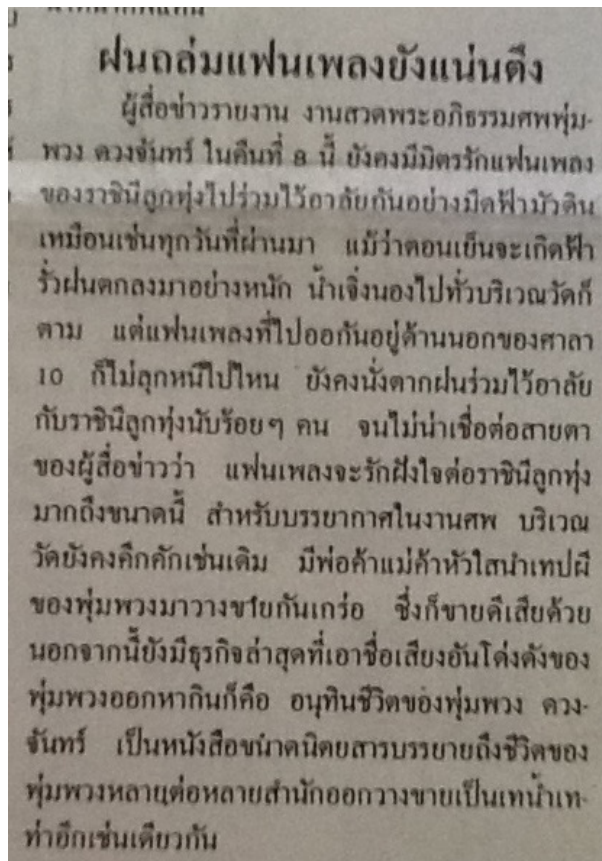 ฝนถล่มแฟนเพลงยังแน่นตึง
ผู้สื่อข่าวรายงาน งานสวดพระอภิธรรมศพพุ่ม-
พวง ดวงจันทร์ ในคืนที่ 8 นี้ ยังคงมีมิตรรักแฟนเพลง
ของราชินีลูกทุ่งไปร่วมไว้อาลัยกันอย่างมืดฟ้ามัวดิน
เหมือนเช่นทุกวันที่ผ่านมา แม้ว่าตอนเย็นจะเกิดฟ้า
รั่วฝนตกลงมาอย่างหนัก น้ำเจิ่งนองไปทั่วบริเวณวัดก็
ตาม แต่แฟนเพลงที่ไปออกันอยู่ด้านนอกของศาลา
10 ก็ไม่ลุกหนีไปไหน ยังคงนั่งตากฝนร่วมไว้อาลัย
กับราชินีลูกทุ่งนับร้อยๆ คน จนไม่น่าเชื่อต่อสายตา
ของผู้สื่อข่าวว่า แฟนเพลงจะรักฝังใจต่อราชินีลูกทุ่ง
มากถึงขนาดนี้ สำหรับบรรยากาศในงานศพ บริเวณ
วัดยังคงคึกคักเช่นเดิม มีพ่อค้าแม่ค้าหัวใสนำเทปผี
ของพุ่มพวงมาวางขายกันเกร่อ ซึ่งก็ขายดีเสียด้วย
นอกจากนี้ยังมีธุรกิจล่าสุดที่เอาชื่อเสียงอันโด่งดังของ
พุ่มพวงออกหากินก็คือ อนุทินชีวิตของพุ่มพวง ดวง-
จันทร์ เป็นหนังสือขนาดนิตยสารบรรยายถึงชีวิตของ
พุ่มพวงหลายต่อหลายสำนักออกวางขายเป็นเทน้ำเท-
ท่าอีกเช่นเดียวกัน